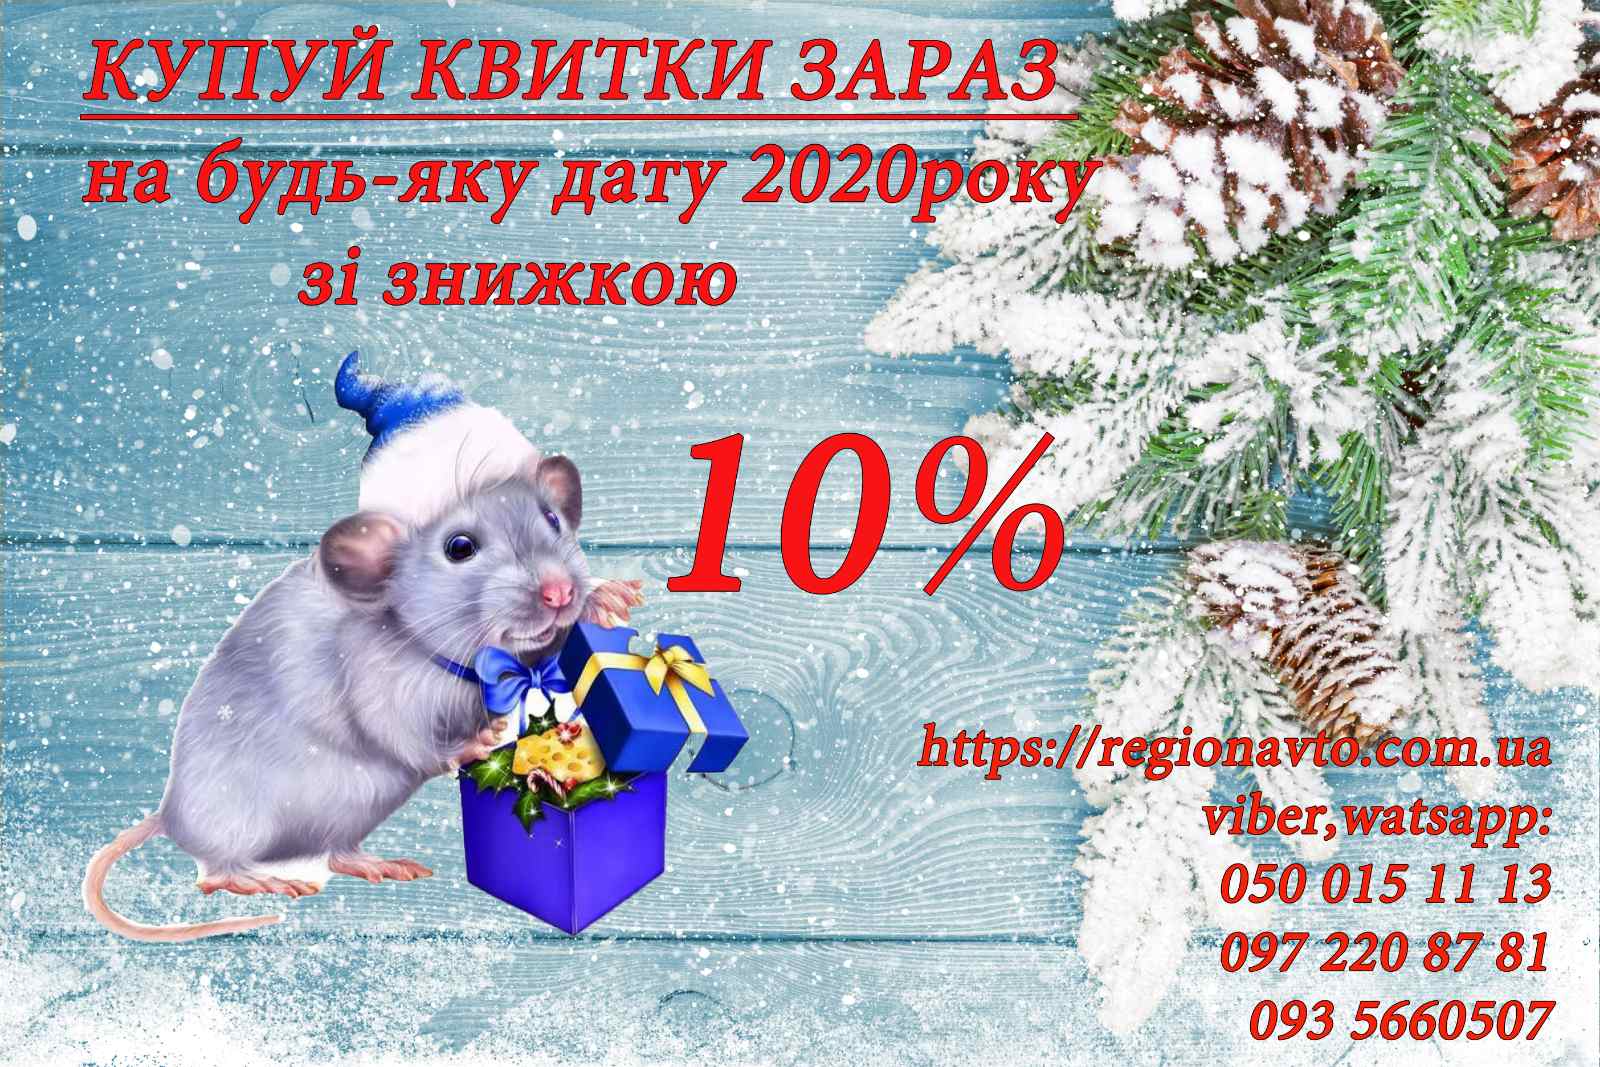 КУПУЙ КВИТКИ ЗАРАЗ
на будь-яку дату 2020року
зі знижкою
10%
https://regionavto.com.ua
viber,watsapp:
050 015 11 13
097 220 87 81
093 5660507